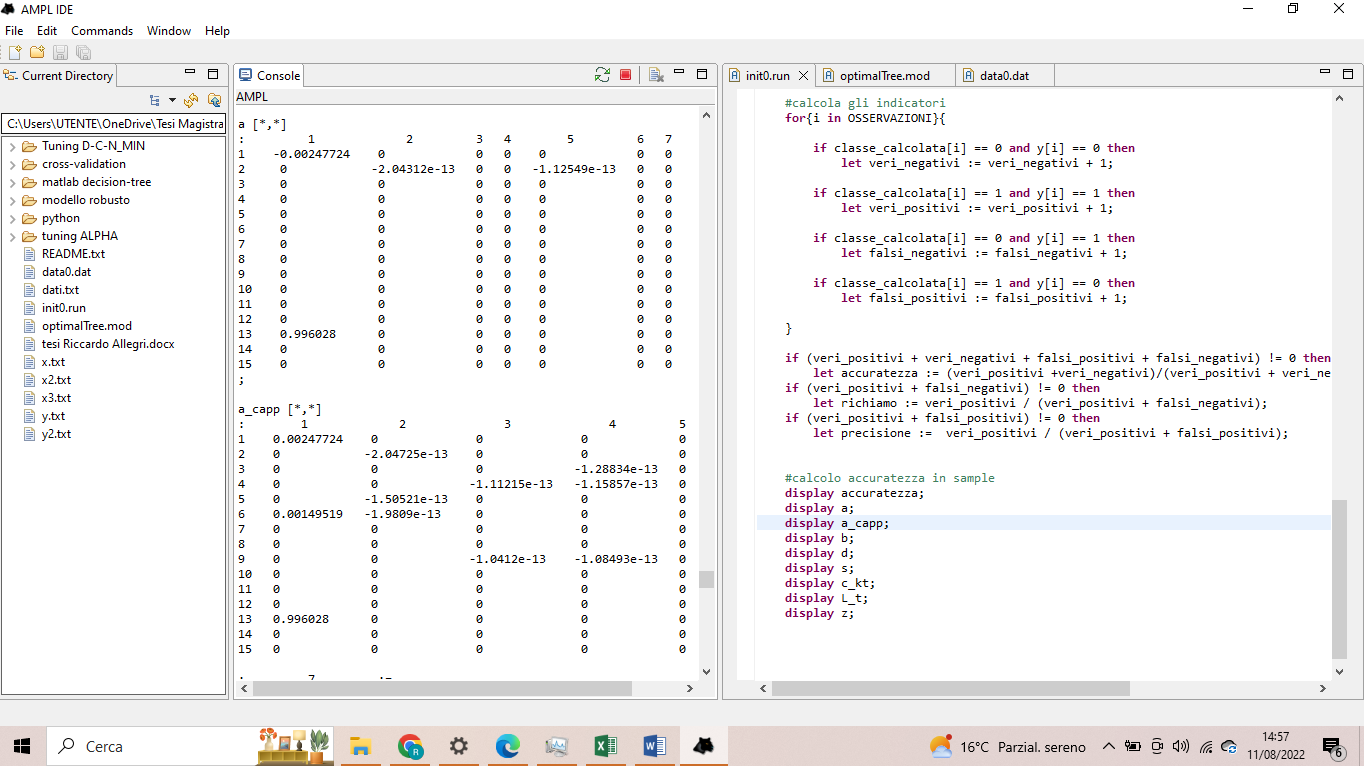 AMPL IDE
File Edit Commands Window Help
Current Directory
C:\Users\UTENTE\OneDrive\Tesi Magistra
Tuning D-C-N_MIN
cross-validation
matlab decision-tree
modello robusto
python
tuning ALPHA
README.txt
data0.dat
dati.txt
init0.run
optimalTree.mod
tesi Riccardo Allegri.docx
x.txt
x2.txt
x3.txt
y.txt
y2.txt
Console
AMPL
a [*,*]
: 1 2 3 4 5 6 7
1 -0.00247724 0 0 0 0 0 0
2 0 -2.04312e-13 0 0 -1.12549e-13 0 0
3 0 0 0 0 0 0 0
4 0 0 0 0 0 0 0
5 0 0 0 0 0 0 0
6 0 0 0 0 0 0 0
7 0 0 0 0 0 0 0
8 0 0 0 0 0 0 0
9 0 0 0 0 0 0 0
10 0 0 0 0 0 0 0
11 0 0 0 0 0 0 0
12 0 0 0 0 0 0 0
13 0.996028 0 0 0 0 0 0
14 0 0 0 0 0 0 0
15 0 0 0 0 0 0 0
;
a_capp [*,*]
: 1 2 3 4 5
1 0.00247724 0 0 0 0
2 0 -2.04725e-13 0 0 0
3 0 0 0 -1.28834e-13 0
4 0 0 -1.11215e-13 -1.15857e-13 0
5 0 -1.50521e-13 0 0 0
6 0.00149519 -1.9809e-13 0 0 0
7 0 0 0 0 0
8 0 0 0 0 0
9 0 0 -1.0412e-13 -1.08493e-13 0
10 0 0 0 0 0
11 0 0 0 0 0
12 0 0 0 0 0
13 0.996028 0 0 0 0
14 0 0 0 0 0
15 0 0 0 0 0
: 7 :=
init0.run
optimalTree.mod
data0.dat
#calcola gli indicatori
for{i in OSSERVAZIONI}{
if classe_calcolata[i] == 0 and y[i] == 0 then
let veri_negativi := veri_negativi + 1;
if classe_calcolata[i] == 1 and y[i] == 1 then
let veri_positivi := veri_positivi + 1;
if classe_calcolata[i] == 0 and y[i] == 1 then
let falsi_negativi := falsi_negativi + 1;
if classe_calcolata[i] == 1 and y[i] == 0 then
let falsi_positivi := falsi_positivi + 1;
}
if (veri_positivi + veri_negativi + falsi_positivi + falsi_negativi) != 0 then
let accuratezza := (veri_positivi +veri_negativi)/(veri_positivi + veri_ne
if (veri_positivi + falsi_negativi) != 0 then
let richiamo := veri_positivi / (veri_positivi + falsi_negativi);
if (veri_positivi + falsi_positivi) != 0 then
let precisione := veri_positivi / (veri_positivi + falsi_positivi);
#calcolo accuratezza in sample
display accuratezza;
display a;
display a_capp;
display b;
display d;
display s;
display c_kt;
display L_t;
display z;
Cerca
16°C Parzial. sereno
14:57
11/08/2022
6